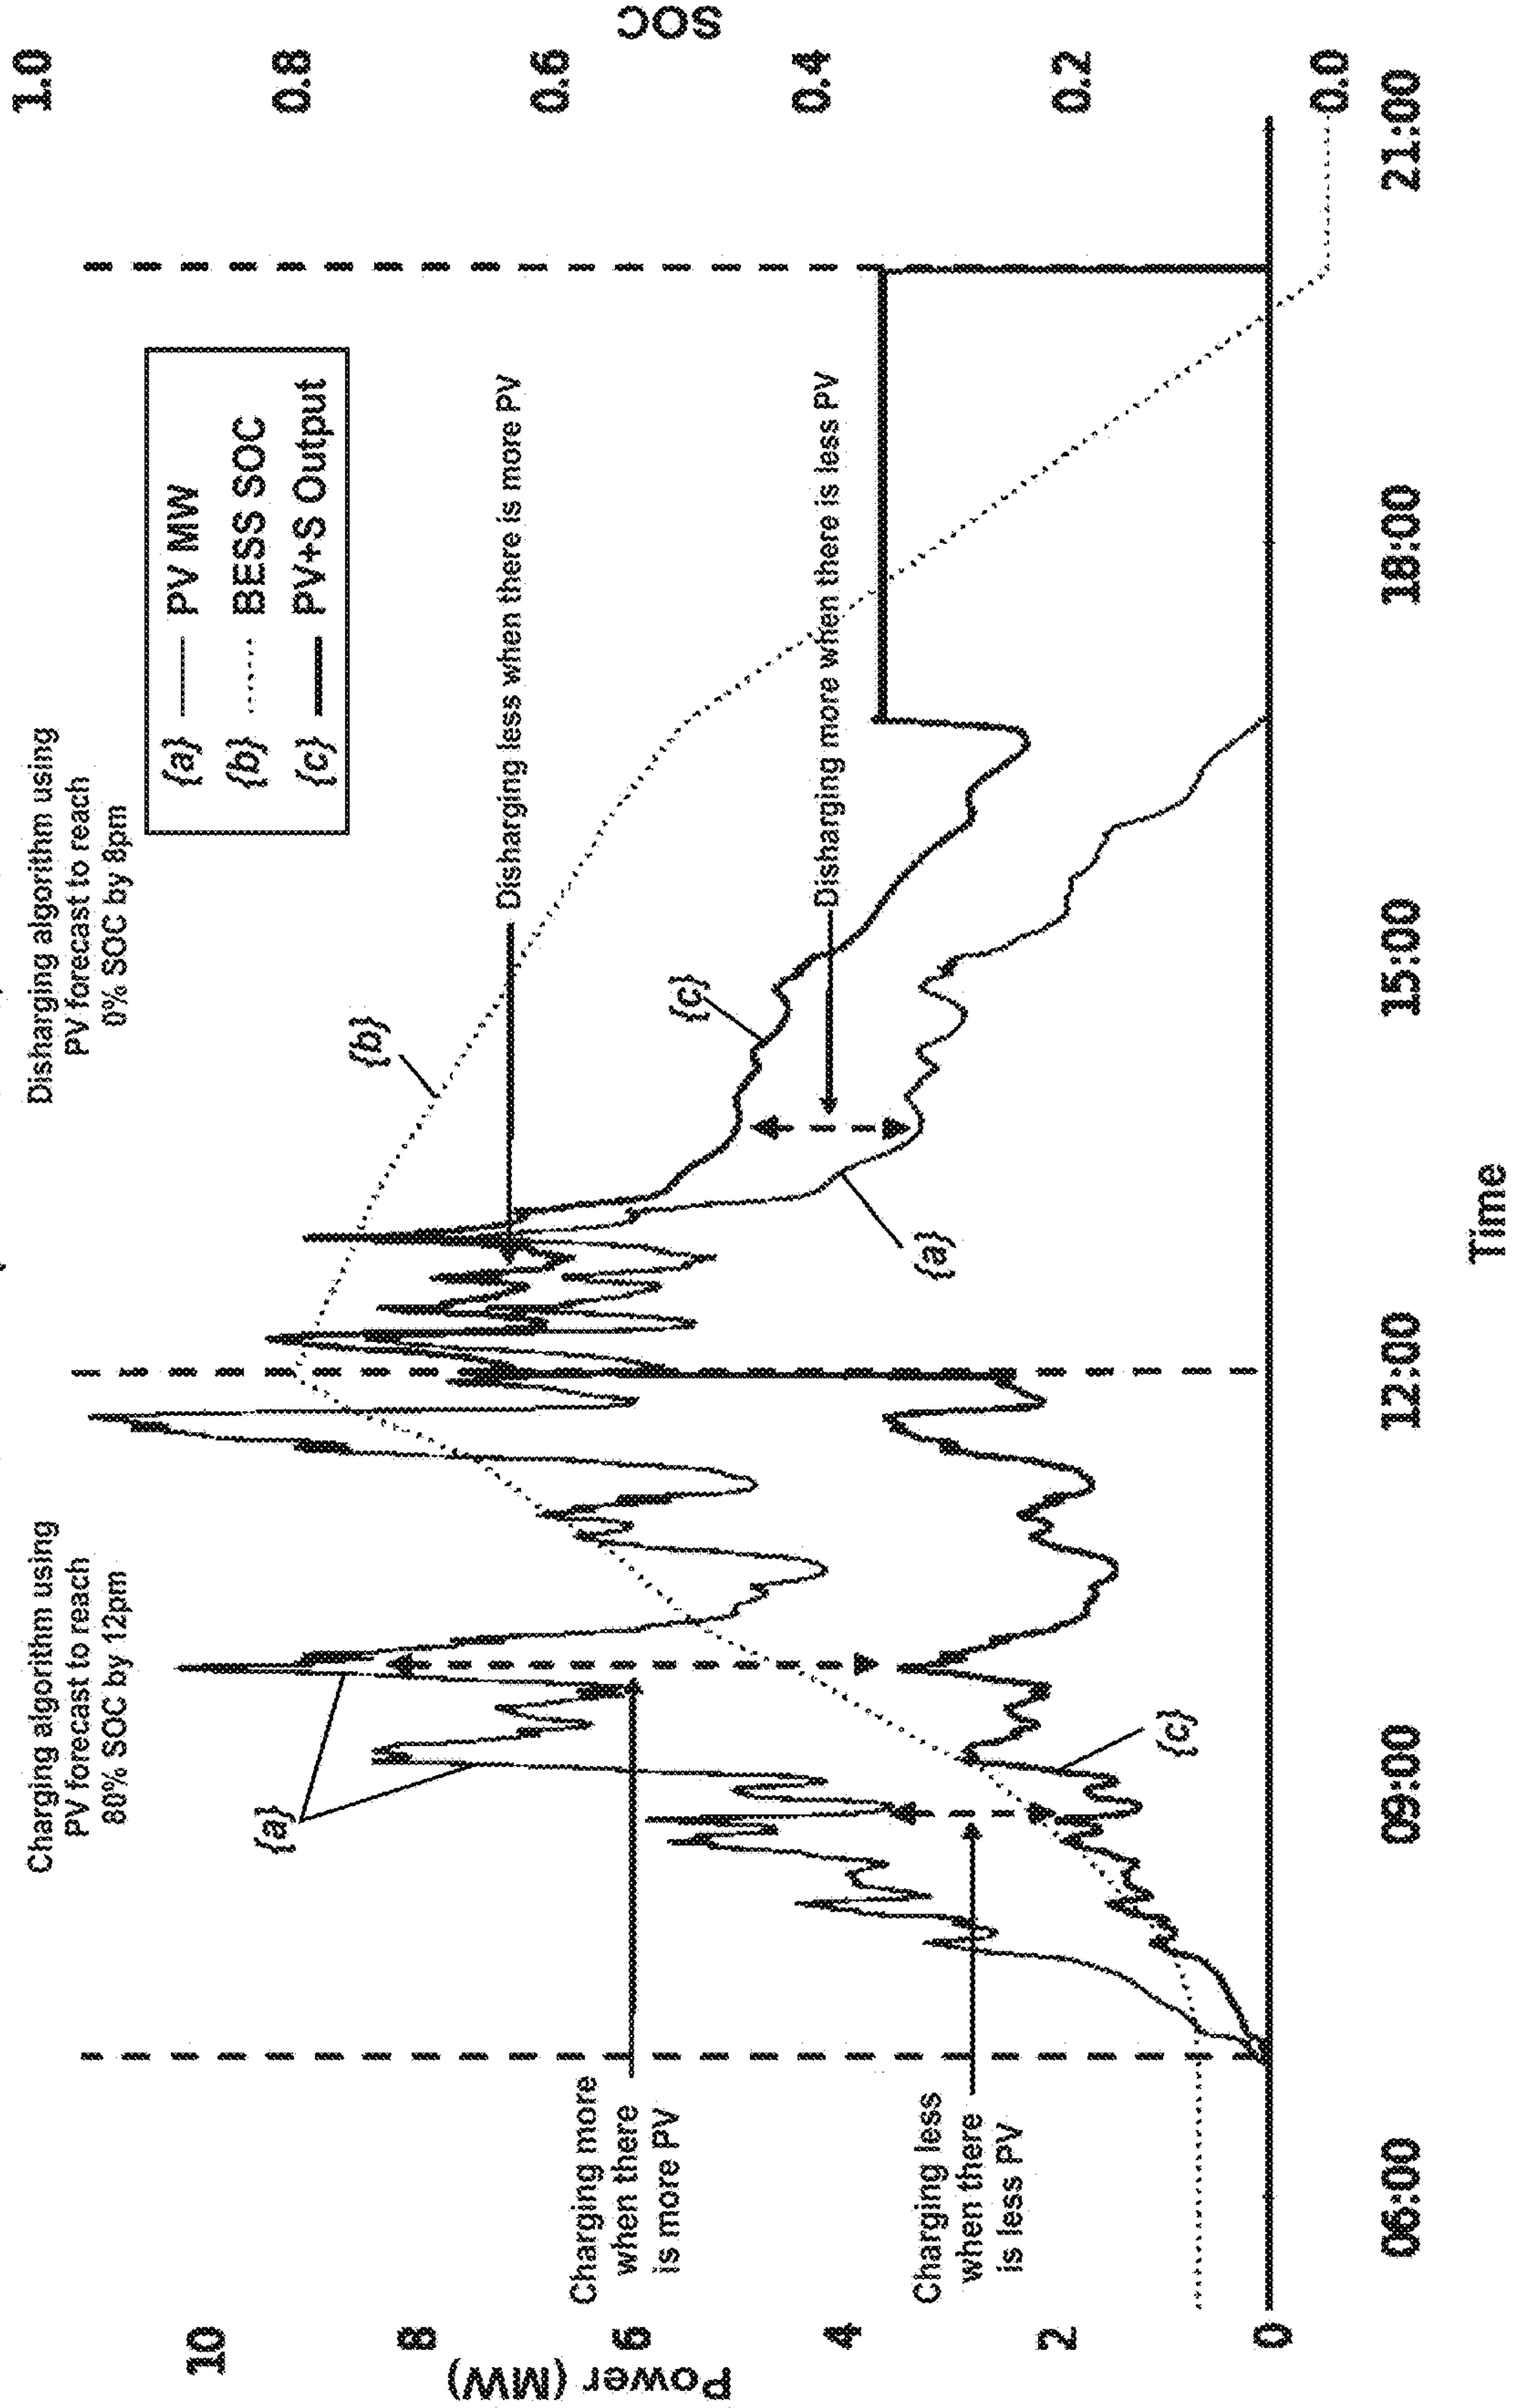 Charging algorithm using
PV forecast to reach
80% SOC by 12pm
Disharging algorithm using
PV forecast to reach
0% SOC by 8pm
{a} PV MW
{b} BESS SOC
{c} PV+S Output
Power (MW)
10
8
6
4
2
0
SOC
1.0
0.8
0.6
0.4
0.2
0.0
Charging more
when there
is more PV
Charging less
when there
is less PV
Disharging less when there is more PV
Disharging more when there is less PV
{a}
{c}
{b}
{c}
{a}
06:00
09:00
12:00
15:00
18:00
21:00
Time